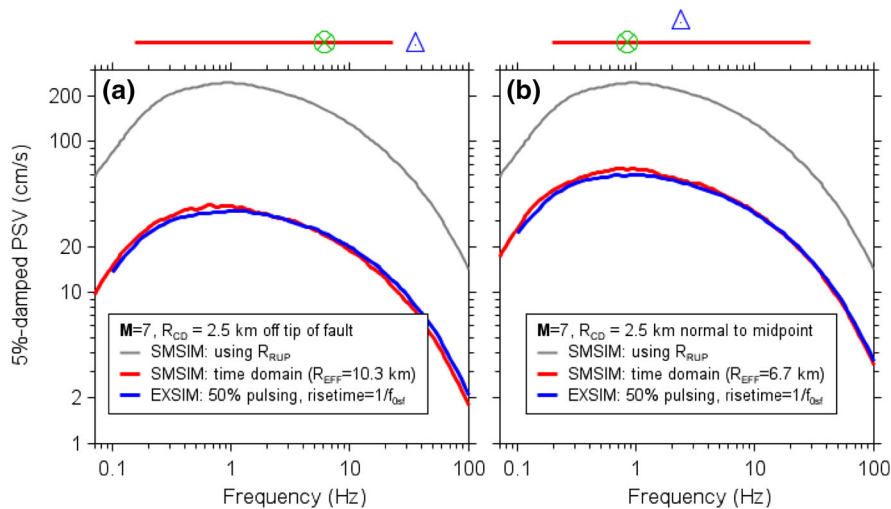 (a)
(b)
5%-damped PSV (cm/s)
200
100
20
10
2
1
M=7, R_CD = 2.5 km off tip of fault
SMSIM: using R_RUP
SMSIM: time domain (R_EFF=10.3 km)
EXSIM: 50% pulsing, risetime=1/f_0sf
M=7, R_CD = 2.5 km normal to midpoint
SMSIM: using R_RUP
SMSIM: time domain (R_EFF=6.7 km)
EXSIM: 50% pulsing, risetime=1/f_0sf
0.1 1 10 100
0.1 1 10 100
Frequency (Hz)
Frequency (Hz)